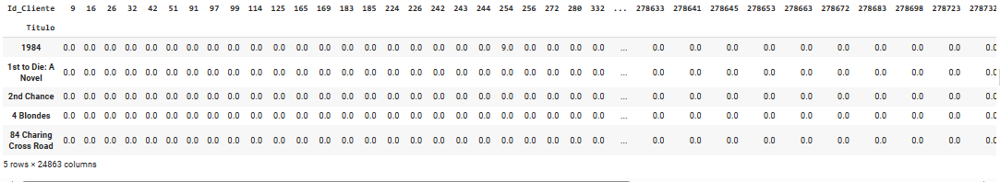 Id_Cliente 9 16 26 32 42 51 91 97 99 114 125 165 169 183 185 224 226 242 243 244 254 256 272 280 332 ... 278633 278641 278645 278653 278663 278672 278683 278698 278723 278732
Titulo
1984 0.0 0.0 0.0 0.0 0.0 0.0 0.0 0.0 0.0 0.0 0.0 0.0 0.0 0.0 0.0 0.0 0.0 0.0 0.0 0.0 9.0 0.0 0.0 0.0 0.0 ... 0.0 0.0 0.0 0.0 0.0 0.0 0.0 0.0 0.0 0.0
1st to Die: A
Novel 0.0 0.0 0.0 0.0 0.0 0.0 0.0 0.0 0.0 0.0 0.0 0.0 0.0 0.0 0.0 0.0 0.0 0.0 0.0 0.0 0.0 0.0 0.0 0.0 0.0 ... 0.0 0.0 0.0 0.0 0.0 0.0 0.0 0.0 0.0 0.0
2nd Chance 0.0 0.0 0.0 0.0 0.0 0.0 0.0 0.0 0.0 0.0 0.0 0.0 0.0 0.0 0.0 0.0 0.0 0.0 0.0 0.0 0.0 0.0 0.0 0.0 0.0 ... 0.0 0.0 0.0 0.0 0.0 0.0 0.0 0.0 0.0 0.0
4 Blondes 0.0 0.0 0.0 0.0 0.0 0.0 0.0 0.0 0.0 0.0 0.0 0.0 0.0 0.0 0.0 0.0 0.0 0.0 0.0 0.0 0.0 0.0 0.0 0.0 0.0 ... 0.0 0.0 0.0 0.0 0.0 0.0 0.0 0.0 0.0 0.0
84 Charing
Cross Road 0.0 0.0 0.0 0.0 0.0 0.0 0.0 0.0 0.0 0.0 0.0 0.0 0.0 0.0 0.0 0.0 0.0 0.0 0.0 0.0 0.0 0.0 0.0 0.0 0.0 ... 0.0 0.0 0.0 0.0 0.0 0.0 0.0 0.0 0.0 0.0
5 rows × 24863 columns